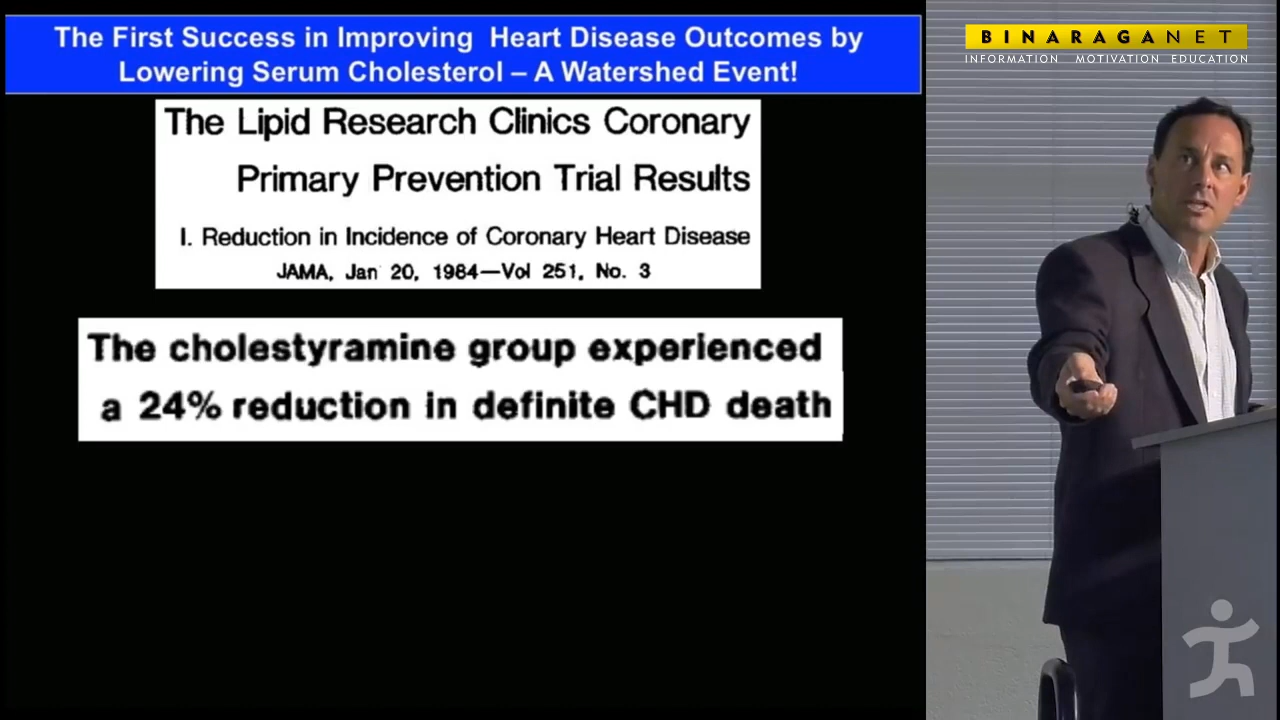 The First Success in Improving Heart Disease Outcomes by
Lowering Serum Cholesterol – A Watershed Event!
The Lipid Research Clinics Coronary
Primary Prevention Trial Results
I. Reduction in Incidence of Coronary Heart Disease
JAMA, Jan 20, 1984—Vol 251, No. 3
The cholestyramine group experienced
a 24% reduction in definite CHD death
BINARAGANET
INFORMATION MOTIVATION EDUCATION